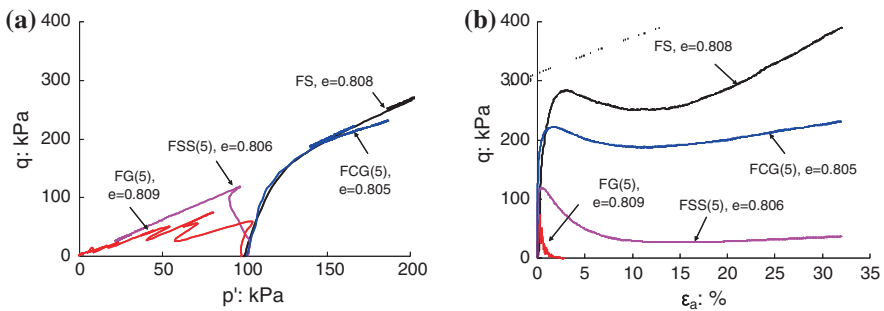 (a)
400
300
200
100
0
q: kPa
0
50
100
150
200
p': kPa
FS, e=0.808
FSS(5), e=0.806
FG(5),
e=0.809
FCG(5),
e=0.805
(b)
400
300
200
100
0
q: kPa
0
5
10
15
20
25
30
35
εa: %
FS, e=0.808
FCG(5), e=0.805
FG(5),
e=0.809
FSS(5), e=0.806